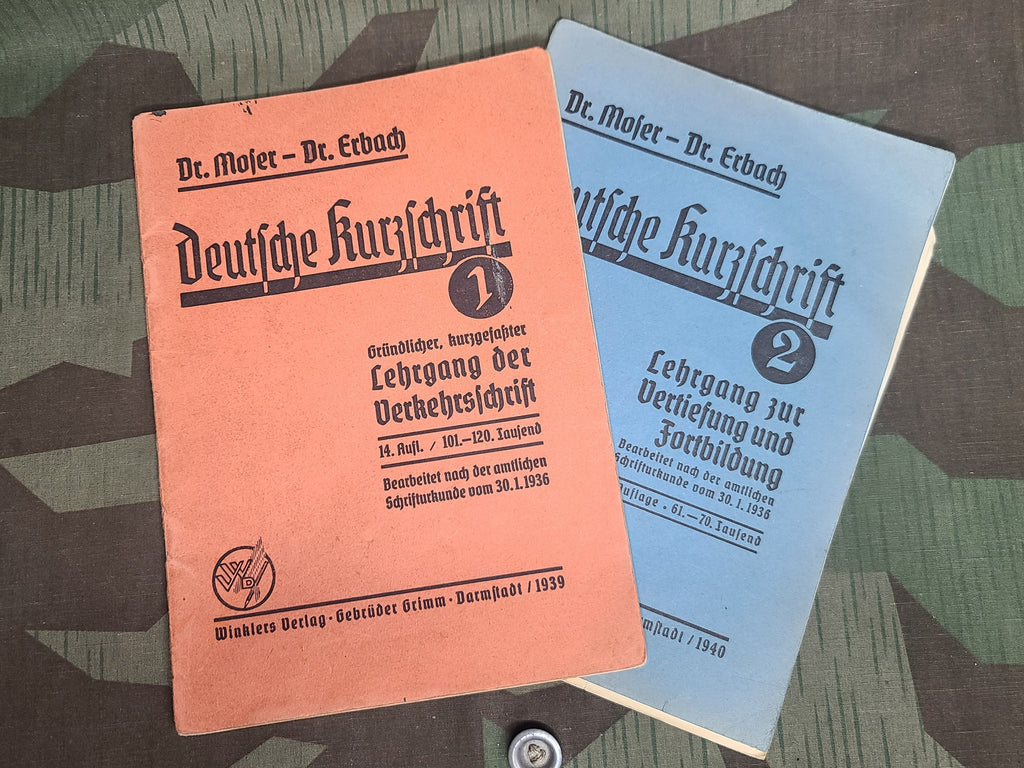 Dr. Moser – Dr. Erbach
Deutsche Kurzschrift
1
Gründlicher, kurzgefaßter
Lehrgang der
Verkehrsschrift
14. Aufl. / 101.–120. Tausend
Bearbeitet nach der amtlichen
Schrifturkunde vom 30.1.1936
WVD
Winklers Verlag · Gebrüder Grimm · Darmstadt / 1939
Dr. Moser – Dr. Erbach
utsche Kurzschrift
2
Lehrgang zur
Vertiefung und
Fortbildung
Bearbeitet nach der amtlichen
Schrifturkunde vom 30.1.1936
uflage · 61.–70. Tausend
mstadt / 1940